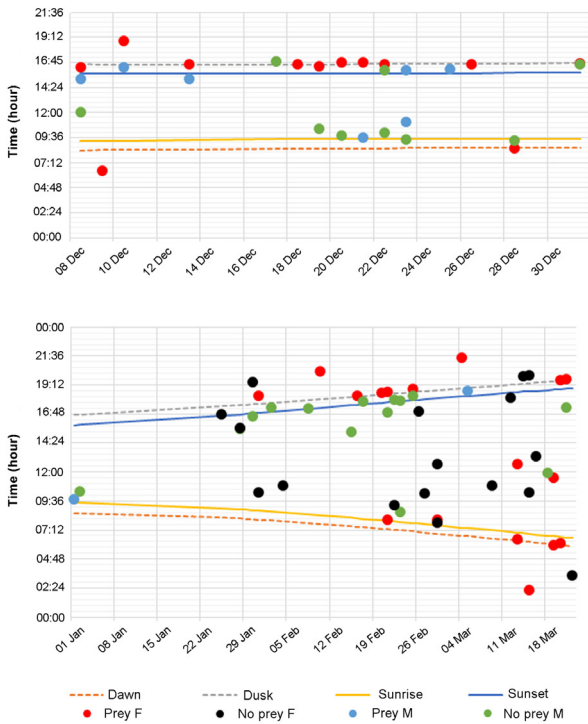 21:36
19:12
16:45
14:24
12:00
09:36
07:12
04:48
02:24
00:00
Time (hour)
08 Dec
10 Dec
12 Dec
14 Dec
16 Dec
18 Dec
20 Dec
22 Dec
24 Dec
26 Dec
28 Dec
30 Dec
00:00
21:36
19:12
16:48
14:24
12:00
09:36
07:12
04:48
02:24
00:00
Time (hour)
01 Jan
08 Jan
15 Jan
22 Jan
29 Jan
05 Feb
12 Feb
19 Feb
26 Feb
04 Mar
11 Mar
18 Mar
Dawn Dusk Sunrise Sunset
Prey F No prey F Prey M No prey M